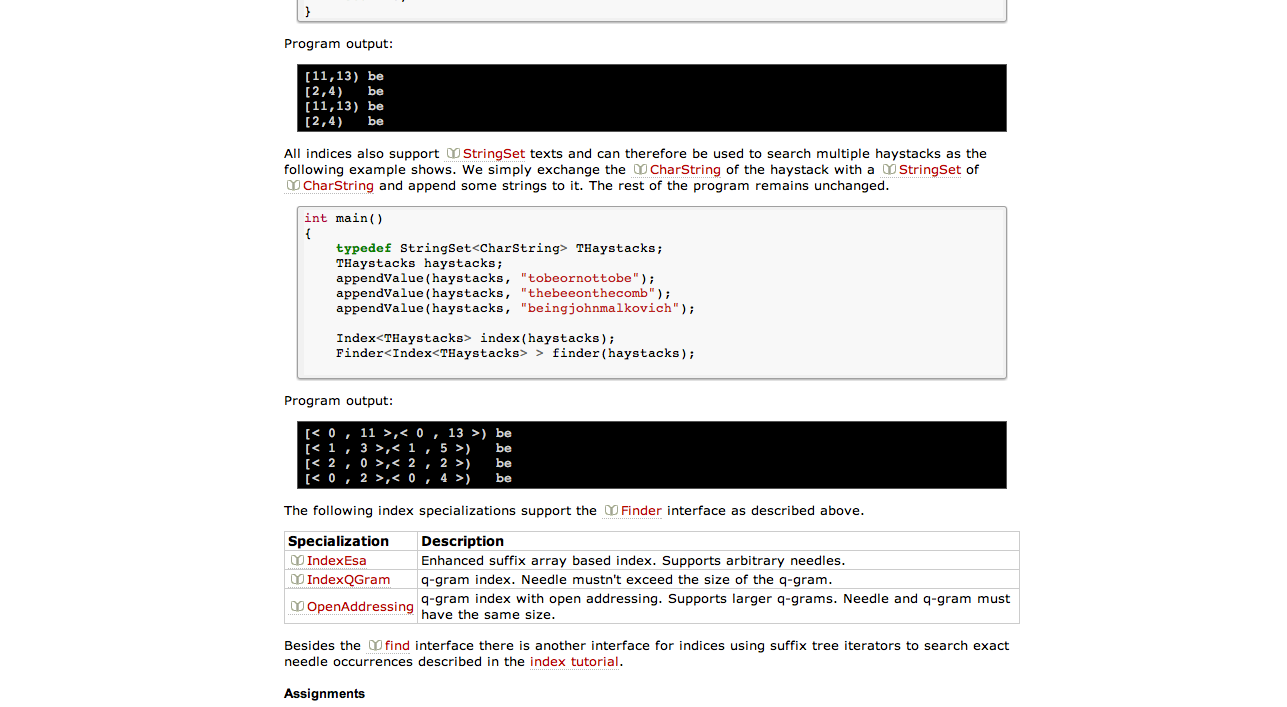 }
Program output:
[11,13) be
[2,4)   be
[11,13) be
[2,4)   be
All indices also support StringSet texts and can therefore be used to search multiple haystacks as the
following example shows. We simply exchange the CharString of the haystack with a StringSet of
CharString and append some strings to it. The rest of the program remains unchanged.
int main()
{
    typedef StringSet<CharString> THaystacks;
    THaystacks haystacks;
    appendValue(haystacks, "tobeornottobe");
    appendValue(haystacks, "thebeeonthecomb");
    appendValue(haystacks, "beingjohnmalkovich");
    Index<THaystacks> index(haystacks);
    Finder<Index<THaystacks> > finder(haystacks);
Program output:
[< 0 , 11 >,< 0 , 13 >) be
[< 1 , 3 >,< 1 , 5 >)   be
[< 2 , 0 >,< 2 , 2 >)   be
[< 0 , 2 >,< 0 , 4 >)   be
The following index specializations support the Finder interface as described above.
Specialization Description
IndexEsa Enhanced suffix array based index. Supports arbitrary needles.
IndexQGram q-gram index. Needle mustn't exceed the size of the q-gram.
OpenAddressing q-gram index with open addressing. Supports larger q-grams. Needle and q-gram must
have the same size.
Besides the find interface there is another interface for indices using suffix tree iterators to search exact
needle occurrences described in the index tutorial.
Assignments